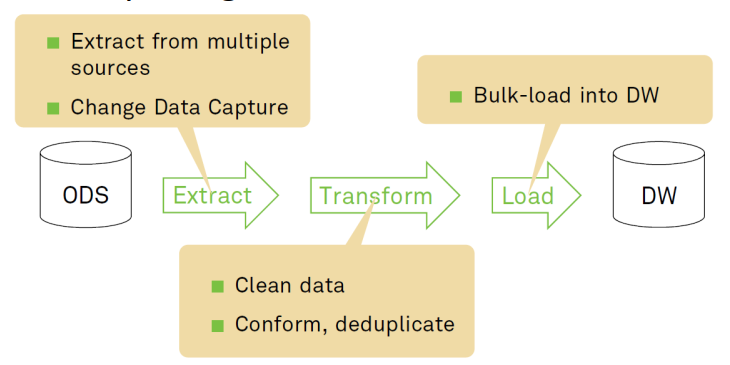 Extract from multiple
sources
Change Data Capture
Bulk-load into DW
ODS
Extract
Transform
Load
DW
Clean data
Conform, deduplicate